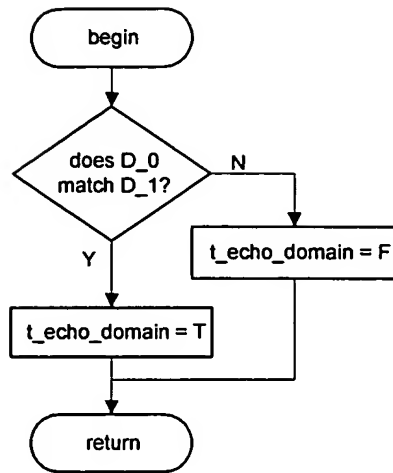 begin
does D_0
match D_1?
N
Y
t_echo_domain = F
t_echo_domain = T
return